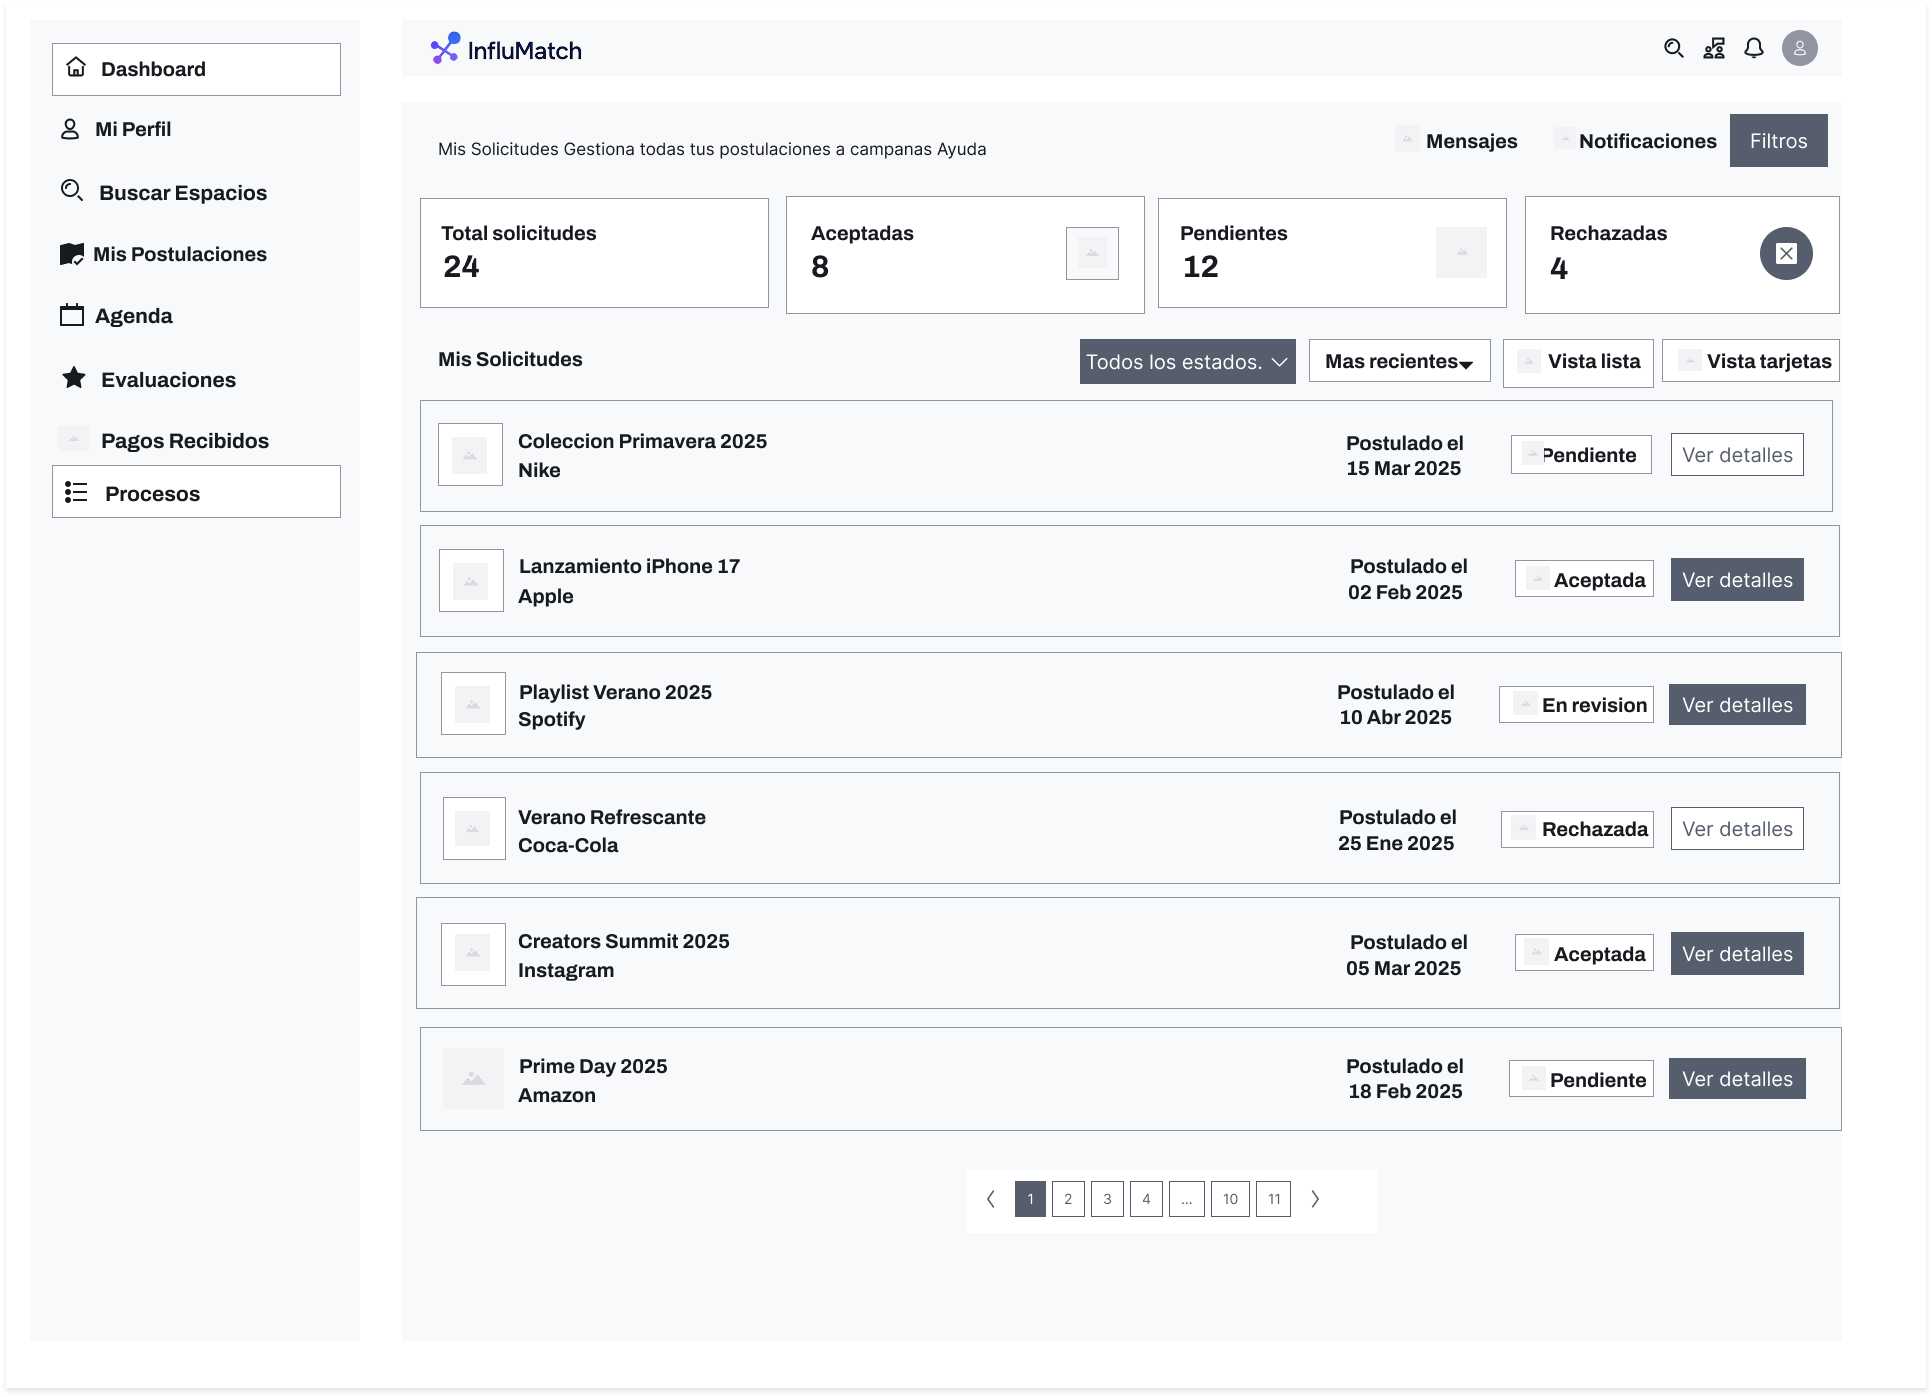 Dashboard
Mi Perfil
Buscar Espacios
Mis Postulaciones
Agenda
Evaluaciones
Pagos Recibidos
Procesos
InfluMatch
Mis Solicitudes Gestiona todas tus postulaciones a campanas Ayuda
Mensajes
Notificaciones
Filtros
Total solicitudes
24
Aceptadas
8
Pendientes
12
Rechazadas
4
Mis Solicitudes
Todos los estados.
Mas recientes
Vista lista
Vista tarjetas
Coleccion Primavera 2025
Nike
Postulado el
15 Mar 2025
Pendiente
Ver detalles
Lanzamiento iPhone 17
Apple
Postulado el
02 Feb 2025
Aceptada
Ver detalles
Playlist Verano 2025
Spotify
Postulado el
10 Abr 2025
En revision
Ver detalles
Verano Refrescante
Coca-Cola
Postulado el
25 Ene 2025
Rechazada
Ver detalles
Creators Summit 2025
Instagram
Postulado el
05 Mar 2025
Aceptada
Ver detalles
Prime Day 2025
Amazon
Postulado el
18 Feb 2025
Pendiente
Ver detalles
1 2 3 4 ... 10 11